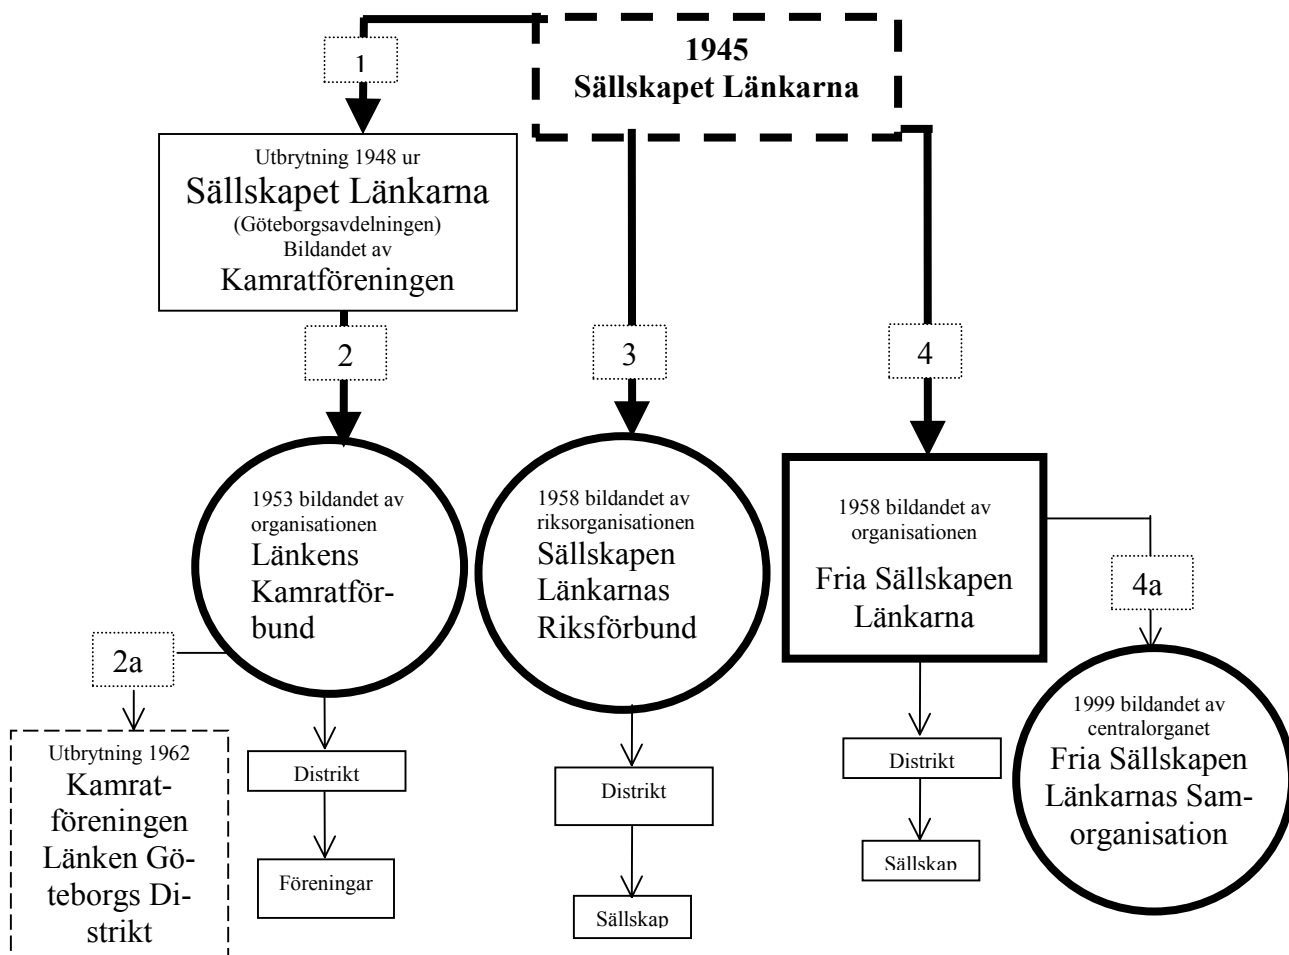 1945
Sällskapet Länkarna
1
Utbrytning 1948 ur
Sällskapet Länkarna
(Göteborgsavdelningen)
Bildandet av
Kamratföreningen
2
3
4
1953 bildandet av
organisationen
Länkens
Kamratför-
bund
1958 bildandet av
riksorganisationen
Sällskapen
Länkarnas
Riksförbund
1958 bildandet av
organisationen
Fria Sällskapen
Länkarna
4a
2a
1999 bildandet av
centralorganet
Fria Sällskapen
Länkarnas Sam-
organisation
Utbrytning 1962
Kamrat-
föreningen
Länken Gö-
teborgs Di-
strikt
Distrikt
Föreningar
Distrikt
Sällskap
Distrikt
Sällskap